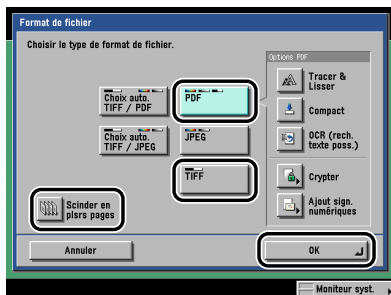 Format de fichier
Choisir le type de format de fichier.
Options PDF
Choix auto.
TIFF / PDF
PDF
Tracer &
Lisser
Compact
Choix auto.
TIFF / JPEG
JPEG
OCR (rech.
texte poss.)
TIFF
Crypter
Scinder en
plsrs pages
Ajout sign.
numériques
Annuler
OK
Moniteur syst.